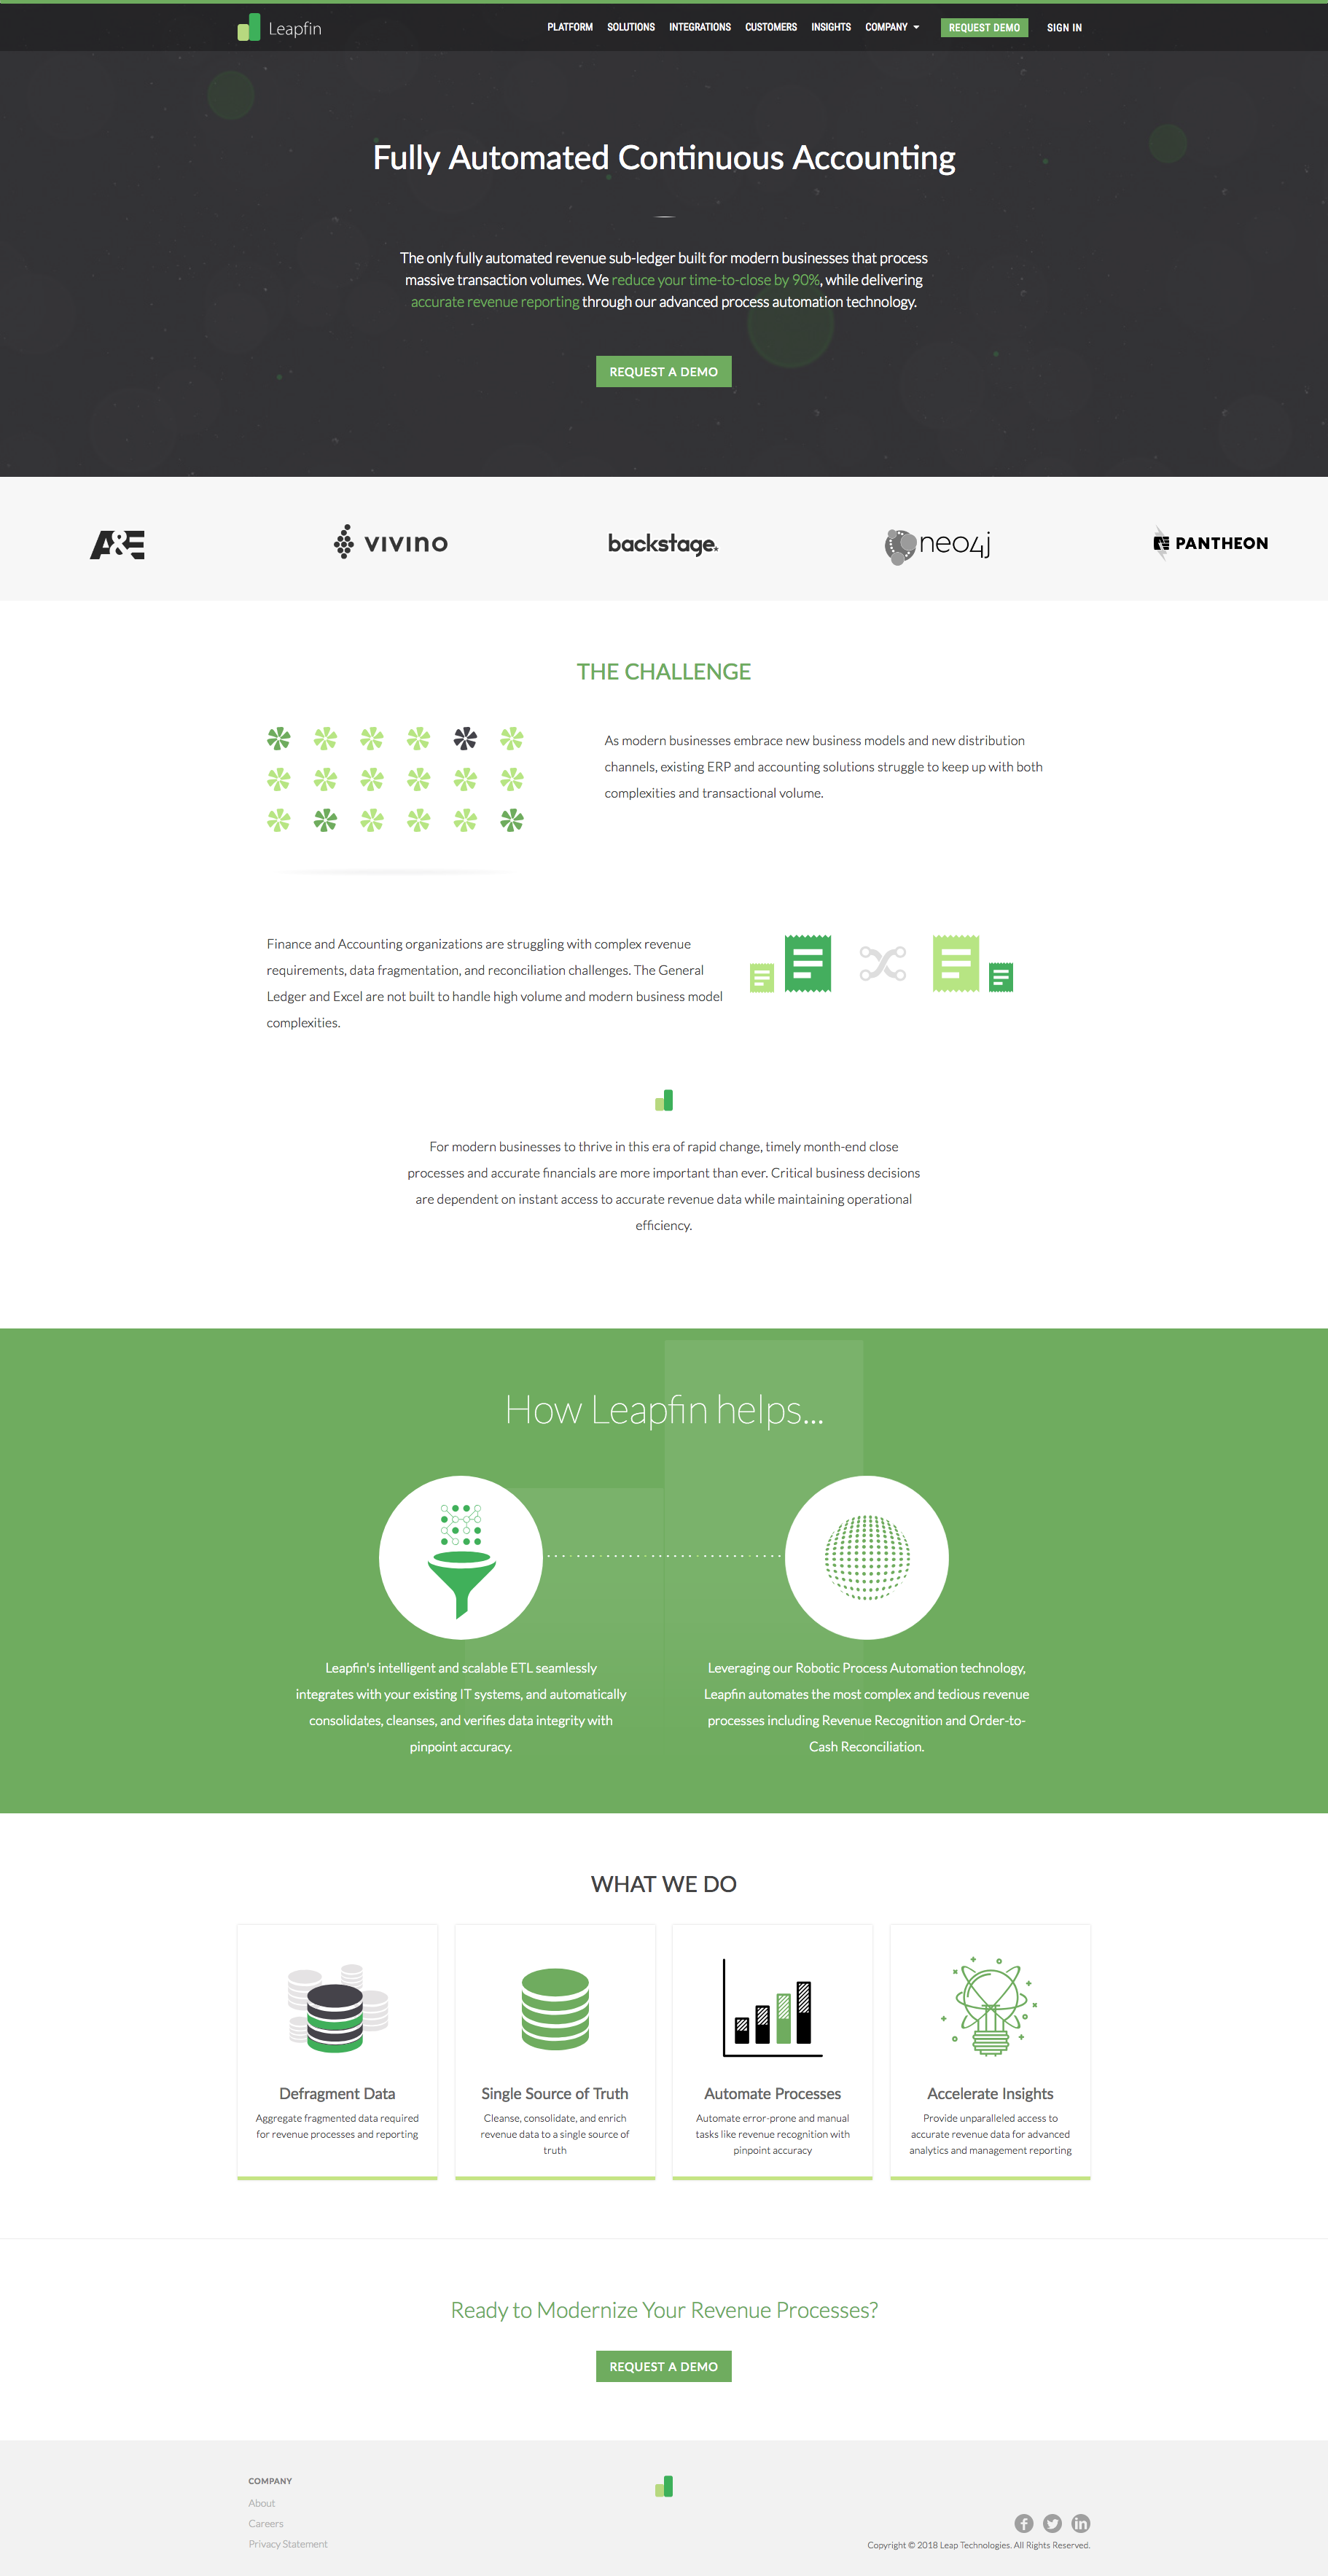 Leapfin
PLATFORM SOLUTIONS INTEGRATIONS CUSTOMERS INSIGHTS COMPANY REQUEST DEMO SIGN IN
Fully Automated Continuous Accounting
The only fully automated revenue sub-ledger built for modern businesses that process
massive transaction volumes. We reduce your time-to-close by 90%, while delivering
accurate revenue reporting through our advanced process automation technology.
REQUEST A DEMO
A&E VIVINO backstage neo4j PANTHEON
THE CHALLENGE
As modern businesses embrace new business models and new distribution
channels, existing ERP and accounting solutions struggle to keep up with both
complexities and transactional volume.
Finance and Accounting organizations are struggling with complex revenue
requirements, data fragmentation, and reconciliation challenges. The General
Ledger and Excel are not built to handle high volume and modern business model
complexities.
For modern businesses to thrive in this era of rapid change, timely month-end close
processes and accurate financials are more important than ever. Critical business decisions
are dependent on instant access to accurate revenue data while maintaining operational
efficiency.
How Leapfin helps...
Leapfin's intelligent and scalable ETL seamlessly
integrates with your existing IT systems, and automatically
consolidates, cleanses, and verifies data integrity with
pinpoint accuracy.
Leveraging our Robotic Process Automation technology,
Leapfin automates the most complex and tedious revenue
processes including Revenue Recognition and Order-to-
Cash Reconciliation.
WHAT WE DO
Defragment Data
Aggregate fragmented data required
for revenue processes and reporting
Single Source of Truth
Cleanse, consolidate, and enrich
revenue data to a single source of
truth
Automate Processes
Automate error-prone and manual
tasks like revenue recognition with
pinpoint accuracy
Accelerate Insights
Provide unparalleled access to
accurate revenue data for advanced
analytics and management reporting
Ready to Modernize Your Revenue Processes?
REQUEST A DEMO
COMPANY
About
Careers
Privacy Statement
Copyright © 2018 Leap Technologies. All Rights Reserved.